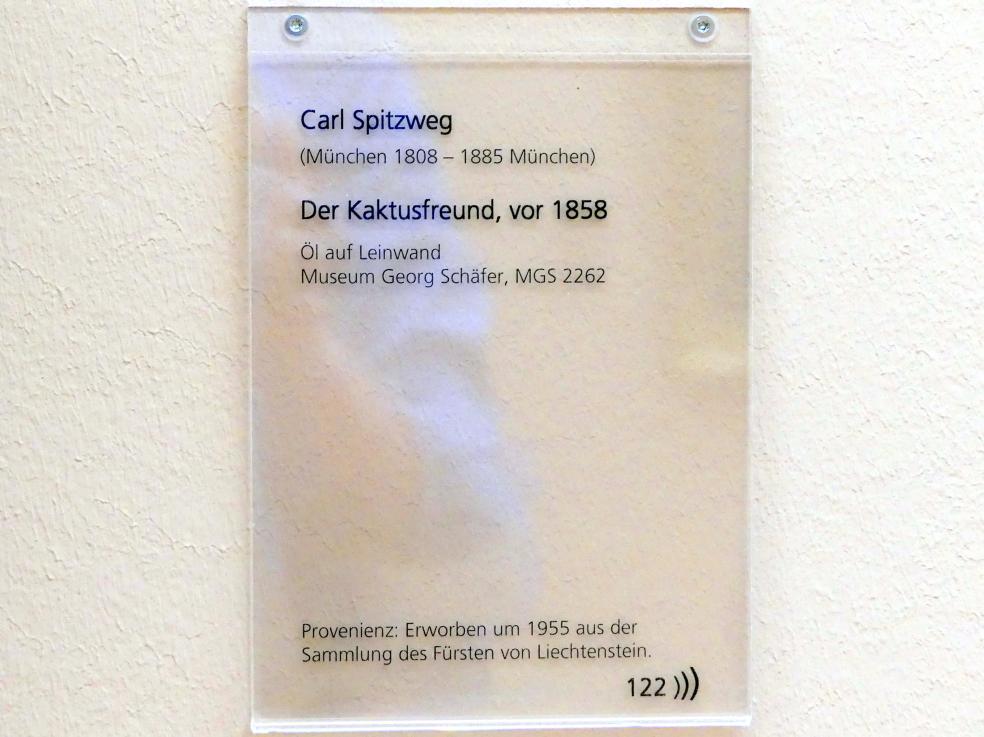 Carl Spitzweg
(München 1808 – 1885 München)
Der Kaktusfreund, vor 1858
Öl auf Leinwand
Museum Georg Schäfer, MGS 2262
Provenienz: Erworben um 1955 aus der
Sammlung des Fürsten von Liechtenstein.
122